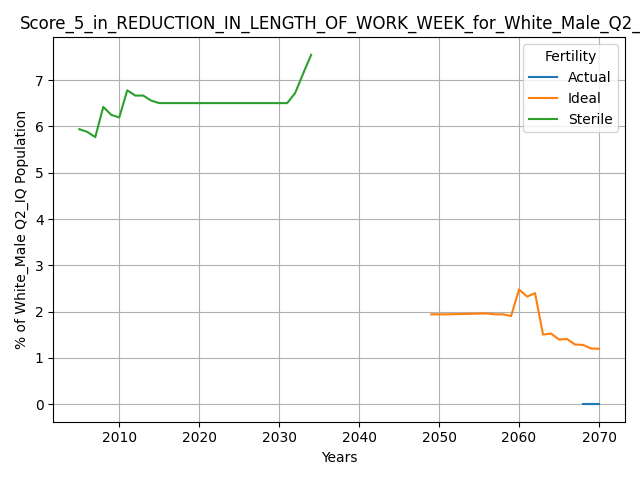 Score_5_in_REDUCTION_IN_LENGTH_OF_WORK_WEEK_for_White_Male_Q2_
Fertility
Actual
Ideal
Sterile
% of White_Male Q2_IQ Population
7
6
5
4
3
2
1
0
2010 2020 2030 2040 2050 2060 2070
Years